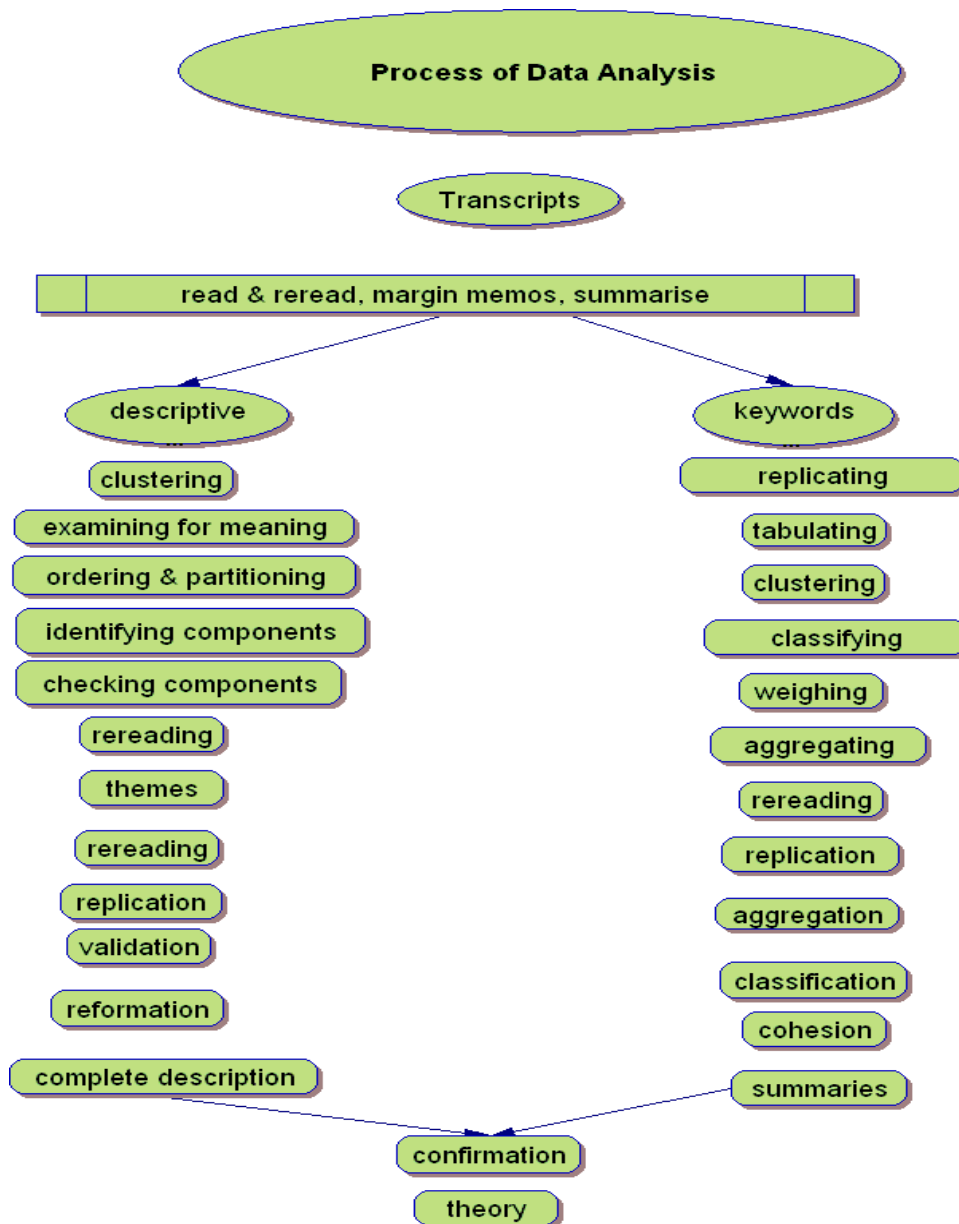 Process of Data Analysis
Transcripts
read & reread, margin memos, summarise
descriptive
...
clustering
examining for meaning
ordering & partitioning
identifying components
checking components
rereading
themes
rereading
replication
validation
reformation
complete description
keywords
...
replicating
tabulating
clustering
classifying
weighing
aggregating
rereading
replication
aggregation
classification
cohesion
summaries
confirmation
theory